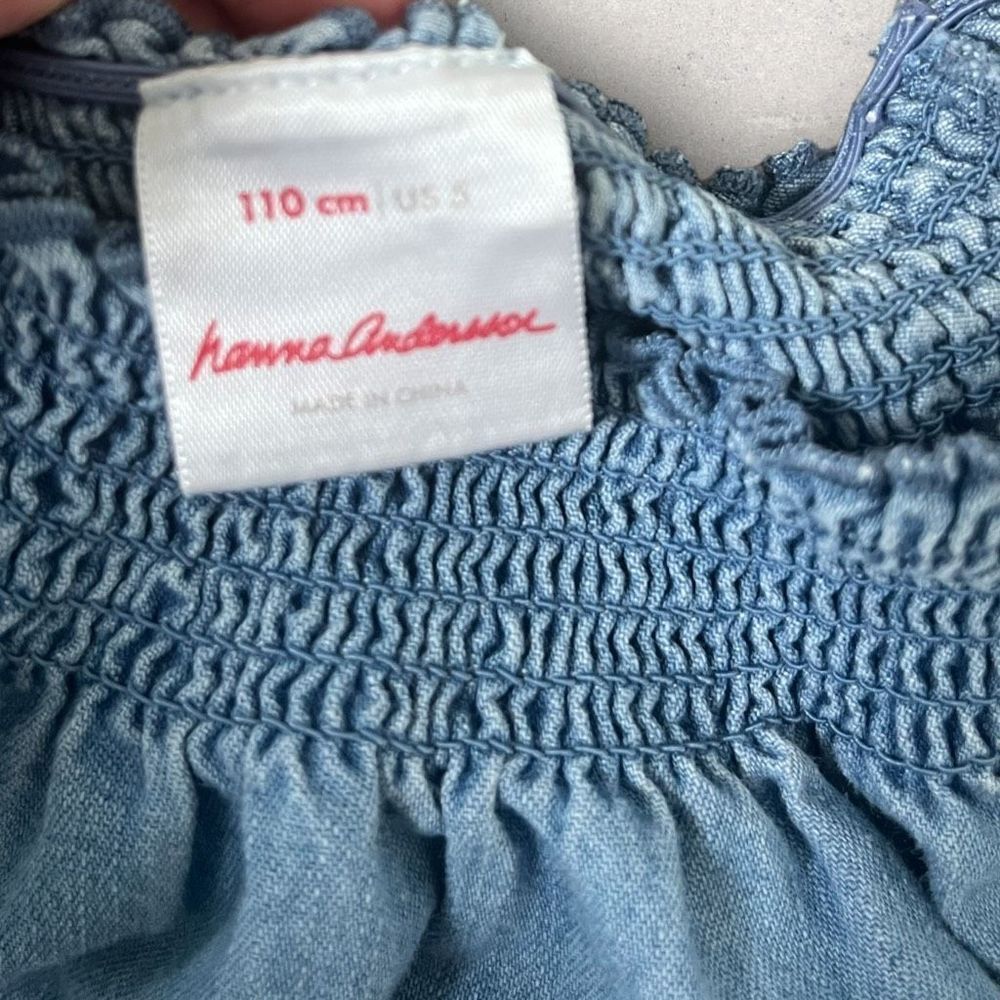 110 cm | US 5
hanna andersson
MADE IN CHINA